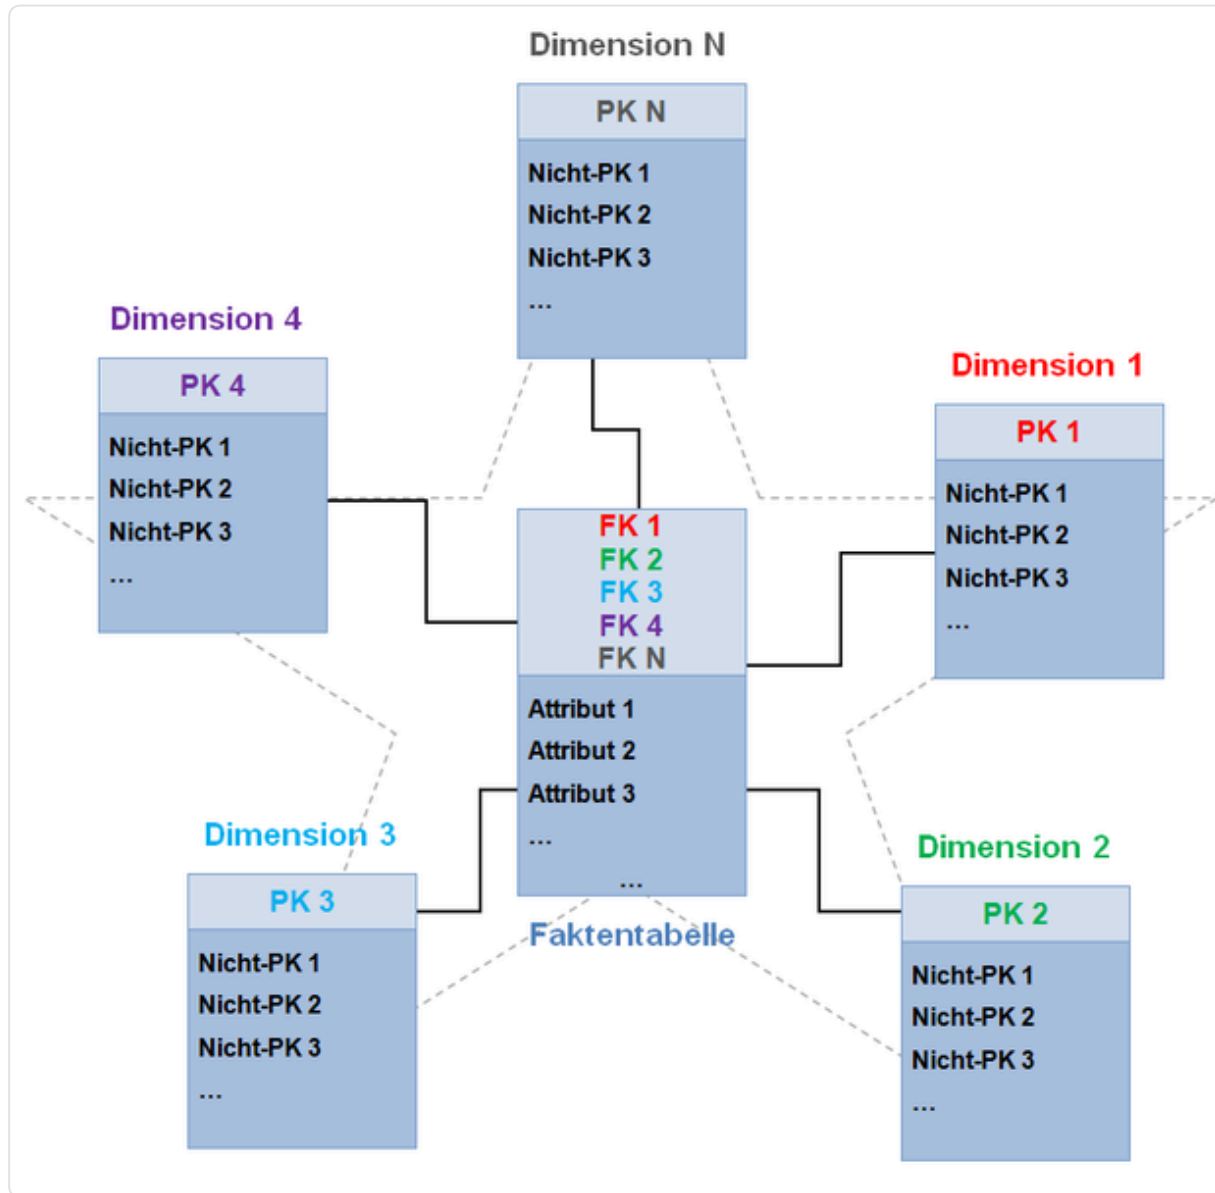 Dimension N
PK N
Nicht-PK 1
Nicht-PK 2
Nicht-PK 3
...
Dimension 4
PK 4
Nicht-PK 1
Nicht-PK 2
Nicht-PK 3
...
Dimension 1
PK 1
Nicht-PK 1
Nicht-PK 2
Nicht-PK 3
...
FK 1
FK 2
FK 3
FK 4
FK N
Attribut 1
Attribut 2
Attribut 3
...
...
Faktentabelle
Dimension 3
PK 3
Nicht-PK 1
Nicht-PK 2
Nicht-PK 3
...
Dimension 2
PK 2
Nicht-PK 1
Nicht-PK 2
Nicht-PK 3
...